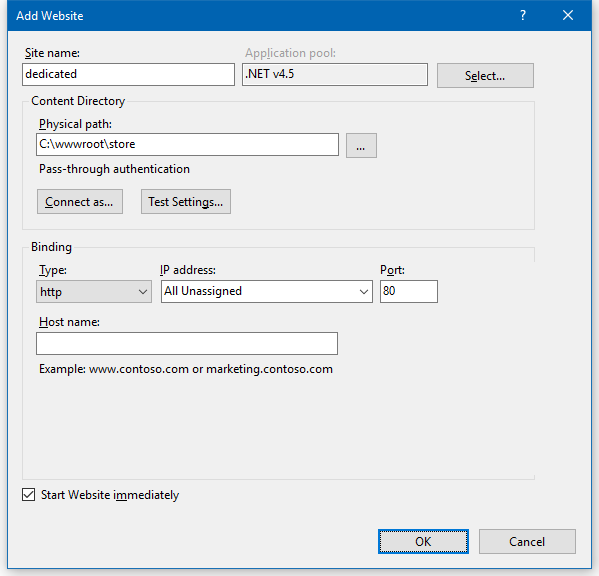 Add Website ?
Site name: Application pool:
dedicated .NET v4.5 Select...
Content Directory
Physical path:
C:\wwwroot\store ...
Pass-through authentication
Connect as... Test Settings...
Binding
Type: IP address: Port:
http All Unassigned 80
Host name:
Example: www.contoso.com or marketing.contoso.com
Start Website immediately
OK Cancel